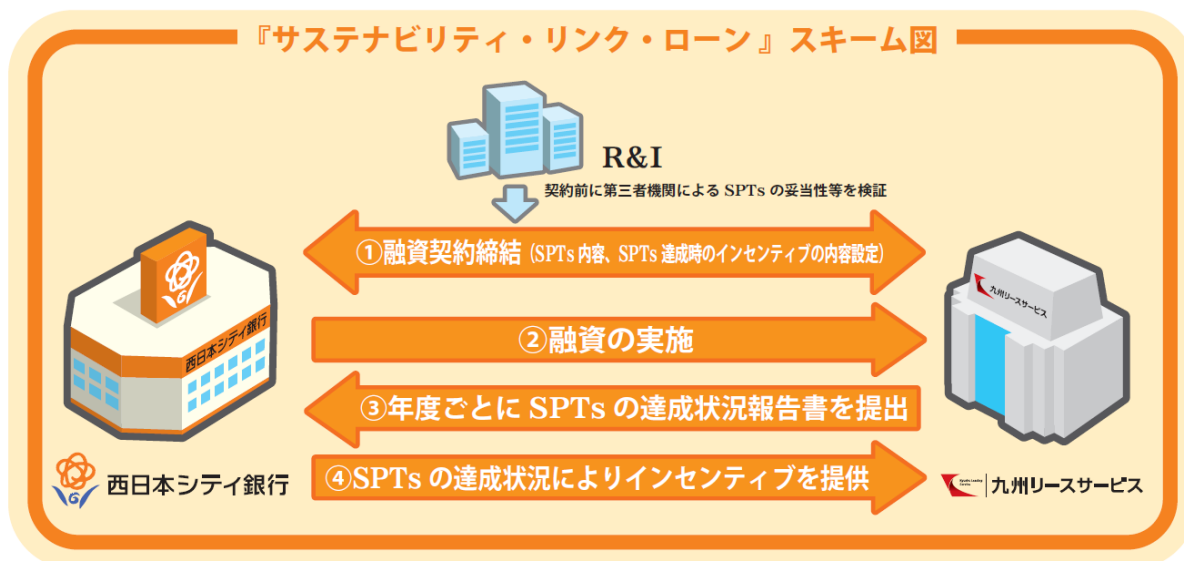 『サステナビリティ・リンク・ローン』スキーム図
R&I
契約前に第三者機関による SPTs の妥当性等を検証
①融資契約締結(SPTs 内容、SPTs 達成時のインセンティブの内容設定)
西日本シティ銀行
九州リースサービス
②融資の実施
③年度ごとに SPTs の達成状況報告書を提出
④SPTs の達成状況によりインセンティブを提供
西日本シティ銀行
Kyushu Leasing Service
九州リースサービス